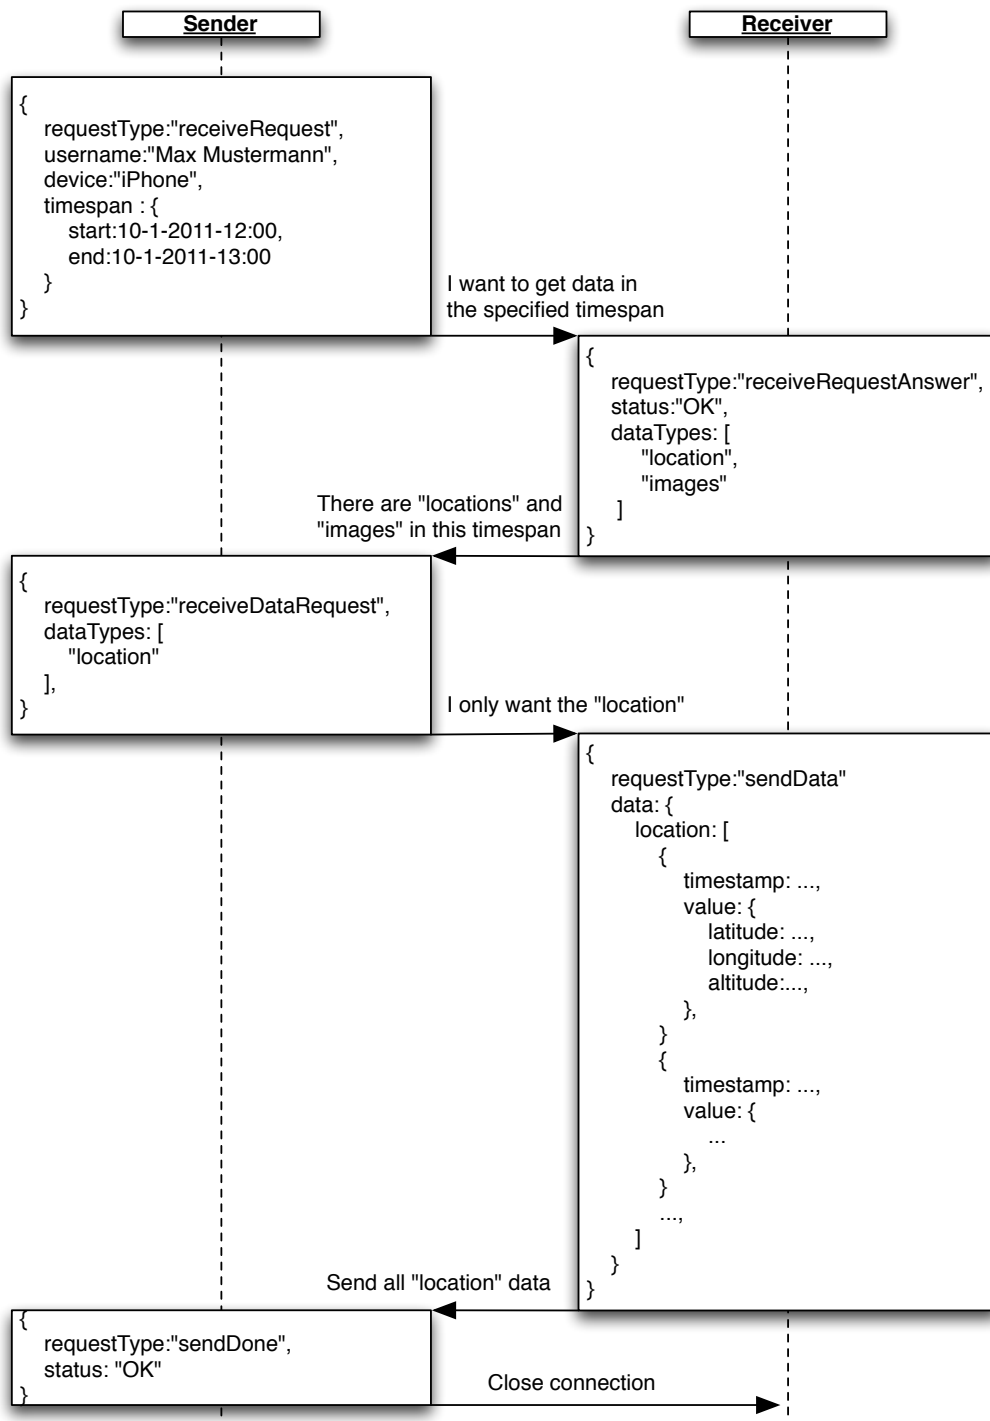 Sender
Receiver
{
requestType:"receiveRequest",
username:"Max Mustermann",
device:"iPhone",
timespan : {
start:10-1-2011-12:00,
end:10-1-2011-13:00
}
}
I want to get data in
the specified timespan
{
requestType:"receiveRequestAnswer",
status:"OK",
dataTypes: [
"location",
"images"
]
}
There are "locations" and
"images" in this timespan
{
requestType:"receiveDataRequest",
dataTypes: [
"location"
],
}
I only want the "location"
{
requestType:"sendData"
data: {
location: [
{
timestamp: ...,
value: {
latitude: ...,
longitude: ...,
altitude:...,
},
}
{
timestamp: ...,
value: {
...
},
}
...,
]
}
}
Send all "location" data
{
requestType:"sendDone",
status: "OK"
}
Close connection